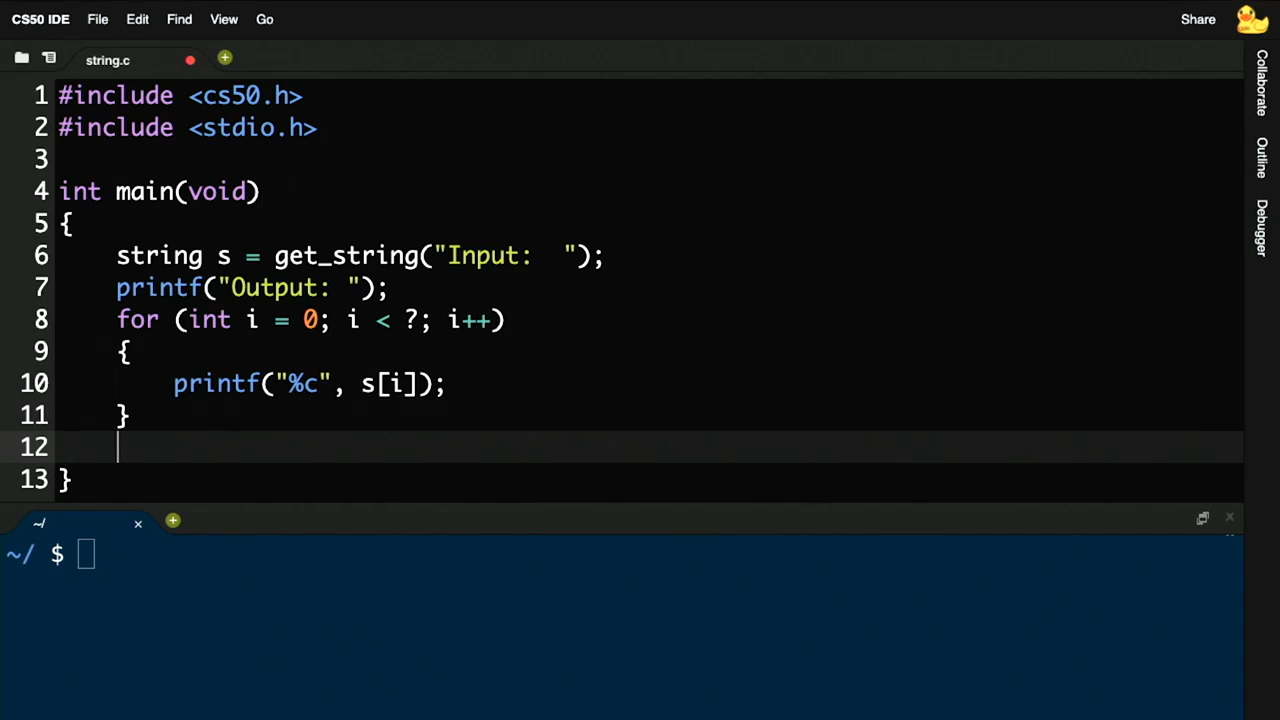 CS50 IDE File Edit Find View Go Share
string.c
1 #include <cs50.h>
2 #include <stdio.h>
3
4 int main(void)
5 {
6     string s = get_string("Input:  ");
7     printf("Output: ");
8     for (int i = 0; i < ?; i++)
9     {
10         printf("%c", s[i]);
11     }
12
13 }
~/
~/ $
Collaborate
Outline
Debugger